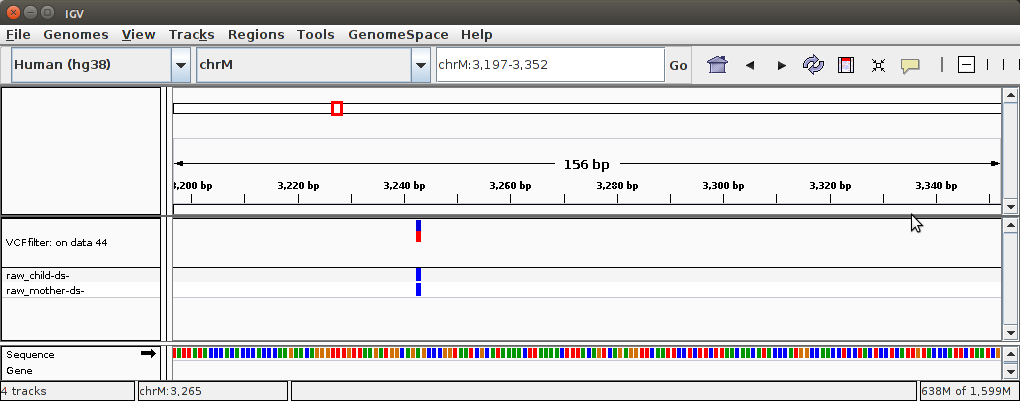 IGV
File Genomes View Tracks Regions Tools GenomeSpace Help
Human (hg38) chrM chrM:3,197-3,352 Go
156 bp
3,200 bp 3,220 bp 3,240 bp 3,260 bp 3,280 bp 3,300 bp 3,320 bp 3,340 bp
VCFfilter: on data 44
raw_child-ds-
raw_mother-ds-
Sequence
Gene
4 tracks chrM:3,265 638M of 1,599M